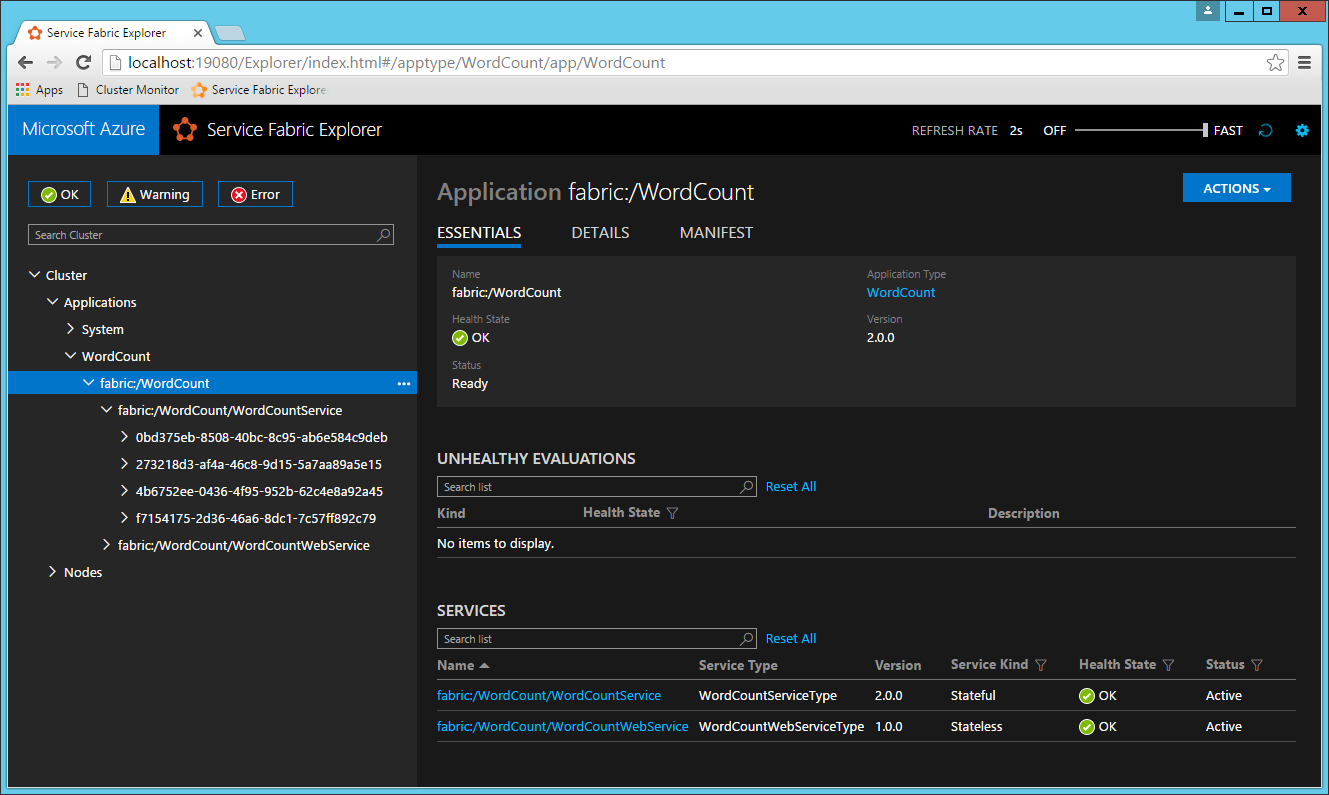 Service Fabric Explorer
localhost:19080/Explorer/index.html#/apptype/WordCount/app/WordCount
Apps Cluster Monitor Service Fabric Explore
Microsoft Azure Service Fabric Explorer REFRESH RATE 2s OFF FAST
OK Warning Error
Search Cluster
Cluster
Applications
System
WordCount
fabric:/WordCount
fabric:/WordCount/WordCountService
0bd375eb-8508-40bc-8c95-ab6e584c9deb
273218d3-af4a-46c8-9d15-5a7aa89a5e15
4b6752ee-0436-4f95-952b-62c4e8a92a45
f7154175-2d36-46a6-8dc1-7c57ff892c79
fabric:/WordCount/WordCountWebService
Nodes
Application fabric:/WordCount ACTIONS
ESSENTIALS DETAILS MANIFEST
Name Application Type
fabric:/WordCount WordCount
Health State Version
OK 2.0.0
Status
Ready
UNHEALTHY EVALUATIONS
Search list Reset All
Kind Health State Description
No items to display.
SERVICES
Search list Reset All
Name Service Type Version Service Kind Health State Status
fabric:/WordCount/WordCountService WordCountServiceType 2.0.0 Stateful OK Active
fabric:/WordCount/WordCountWebService WordCountWebServiceType 1.0.0 Stateless OK Active